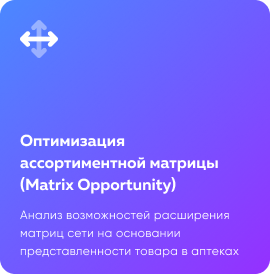 Оптимизация
ассортиментной матрицы
(Matrix Opportunity)
Анализ возможностей расширения
матриц сети на основании
представленности товара в аптеках